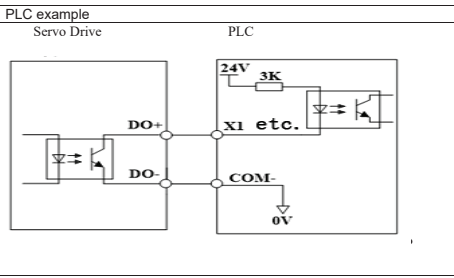 PLC example
Servo Drive PLC
24V
3K
DO+ X1 etc.
DO- COM-
0V